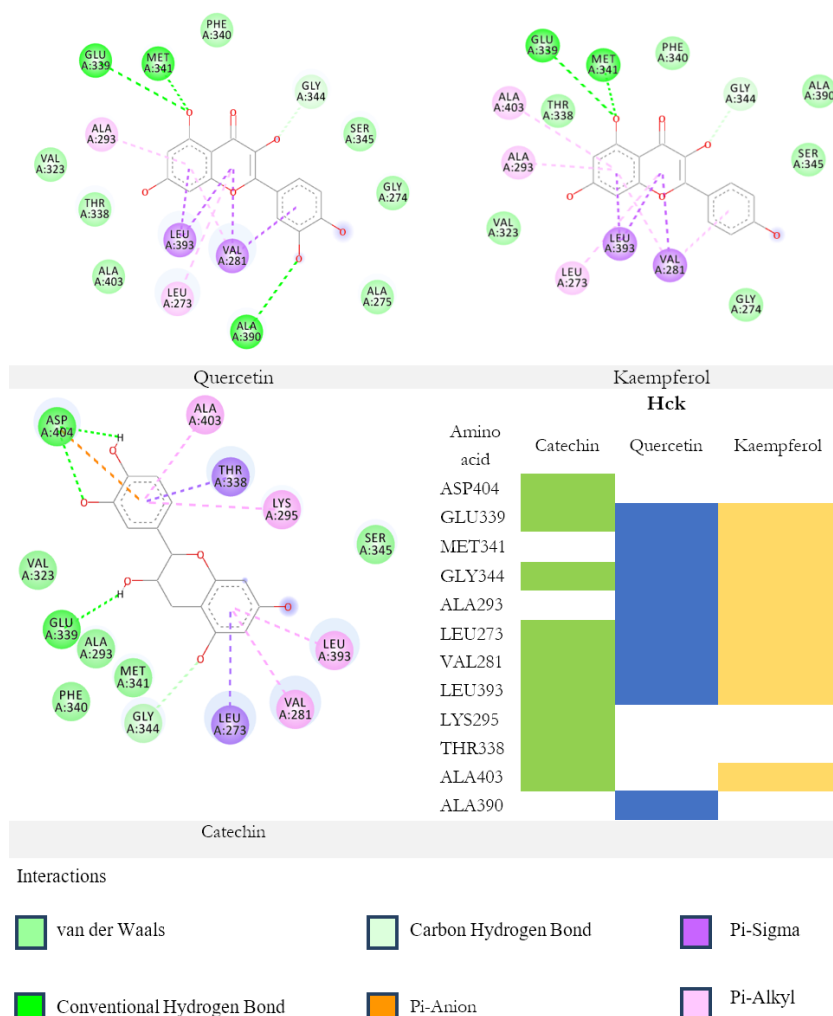 PHE
A:340
GLU
A:339
MET
A:341
GLY
A:344
ALA
A:293
SER
A:345
VAL
A:323
THR
A:338
GLY
A:274
LEU
A:393
VAL
A:281
ALA
A:403
LEU
A:273
ALA
A:275
ALA
A:390
GLU
A:339
MET
A:341
PHE
A:340
GLY
A:344
ALA
A:390
ALA
A:403
THR
A:338
SER
A:345
ALA
A:293
VAL
A:323
LEU
A:393
VAL
A:281
LEU
A:273
GLY
A:274
Quercetin Kaempferol
ASP
A:404
H
ALA
A:403
THR
A:338
LYS
A:295
SER
A:345
VAL
A:323
H
GLU
A:339
ALA
A:293
MET
A:341
PHE
A:340
GLY
A:344
LEU
A:273
VAL
A:281
LEU
A:393
Catechin
Hck
Amino
acid
Catechin Quercetin Kaempferol
ASP404
GLU339
MET341
GLY344
ALA293
LEU273
VAL281
LEU393
LYS295
THR338
ALA403
ALA390
Interactions
van der Waals Carbon Hydrogen Bond Pi-Sigma
Conventional Hydrogen Bond Pi-Anion Pi-Alkyl